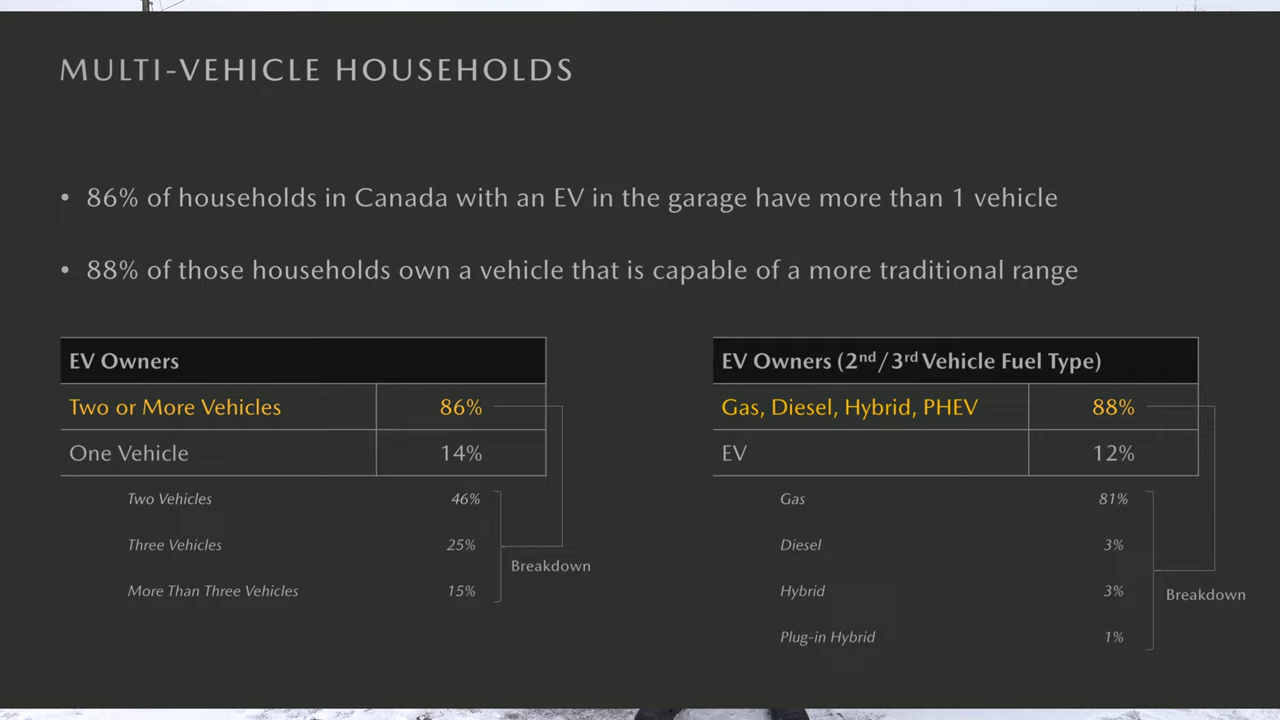 MULTI-VEHICLE HOUSEHOLDS
• 86% of households in Canada with an EV in the garage have more than 1 vehicle
• 88% of those households own a vehicle that is capable of a more traditional range
EV Owners
Two or More Vehicles 86%
One Vehicle 14%
Two Vehicles 46%
Three Vehicles 25%
More Than Three Vehicles 15%
Breakdown
EV Owners (2nd/3rd Vehicle Fuel Type)
Gas, Diesel, Hybrid, PHEV 88%
EV 12%
Gas 81%
Diesel 3%
Hybrid 3%
Plug-in Hybrid 1%
Breakdown